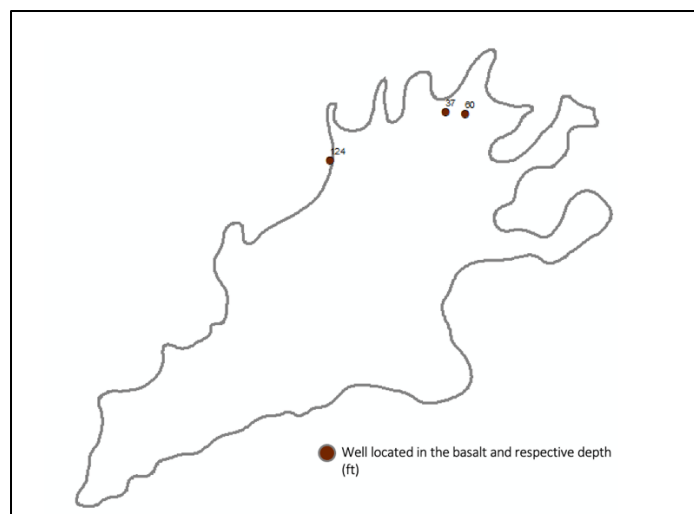 37 60
124
Well located in the basalt and respective depth
(ft)